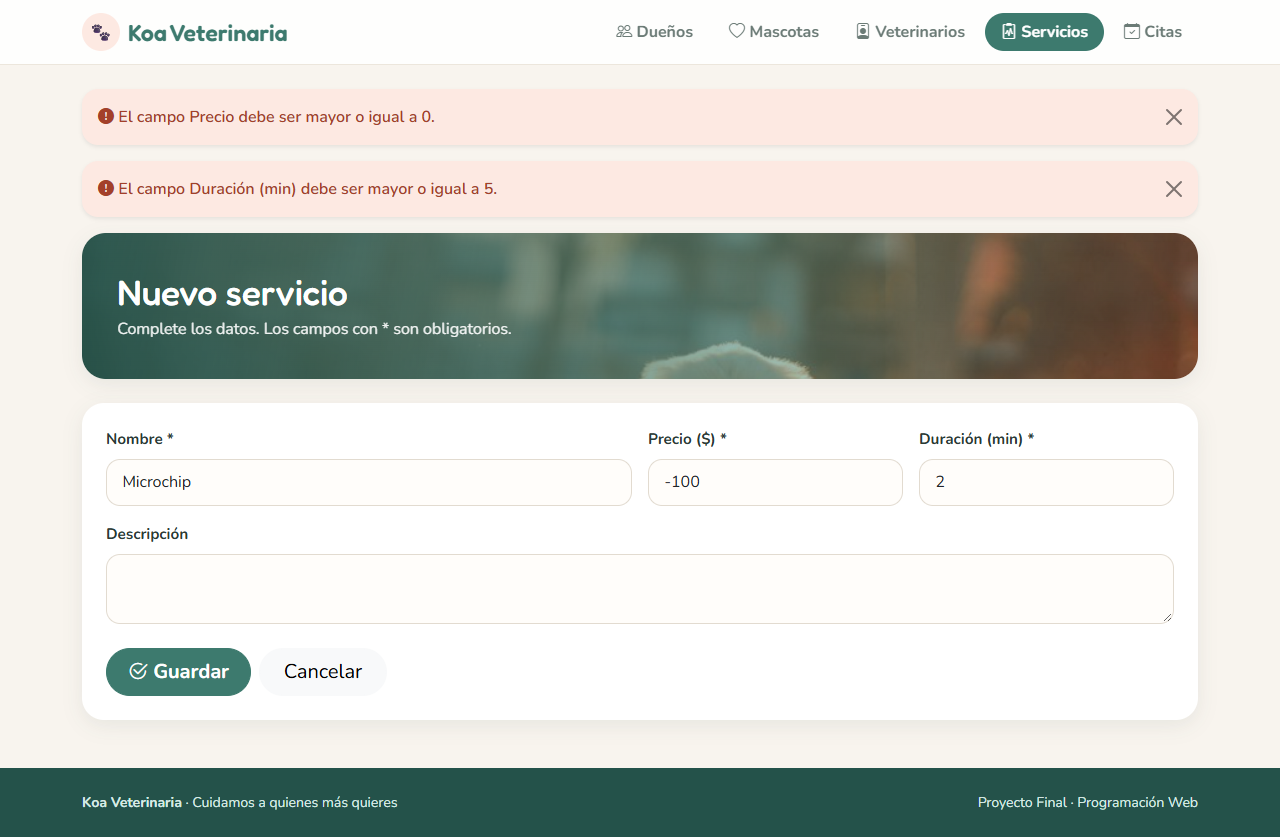 Koa Veterinaria
Dueños
Mascotas
Veterinarios
Servicios
Citas
El campo Precio debe ser mayor o igual a 0.
El campo Duración (min) debe ser mayor o igual a 5.
Nuevo servicio
Complete los datos. Los campos con * son obligatorios.
Nombre *
Precio ($) *
Duración (min) *
Microchip
-100
2
Descripción
Guardar
Cancelar
Koa Veterinaria · Cuidamos a quienes más quieres
Proyecto Final · Programación Web